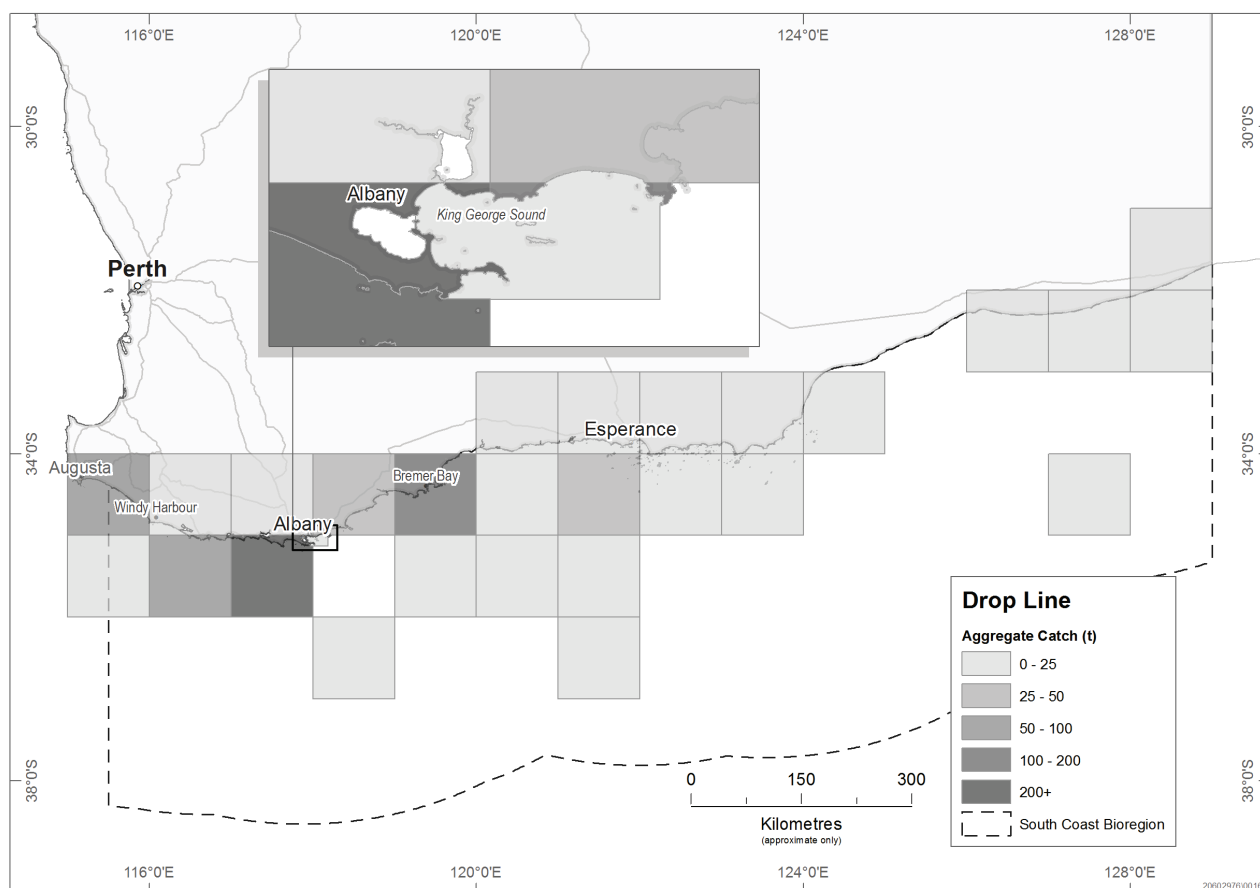 116°0'E
120°0'E
124°0'E
128°0'E
30°0'S
30°0'S
Albany
King George Sound
Perth
Esperance
34°0'S
34°0'S
Augusta
Bremer Bay
Windy Harbour
Albany
Drop Line
Aggregate Catch (t)
0 - 25
25 - 50
50 - 100
100 - 200
200+
South Coast Bioregion
38°0'S
38°0'S
0 150 300
Kilometres
(approximate only)
116°0'E
120°0'E
124°0'E
128°0'E